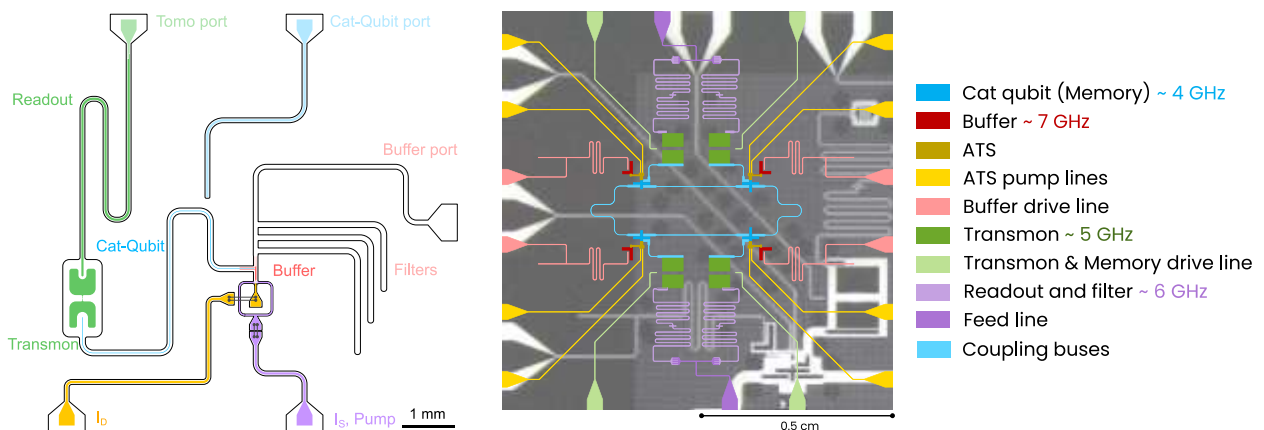 Tomo port
Cat-Qubit port
Readout
Buffer port
Cat-Qubit
Buffer
Filters
Transmon
I_D
I_S, Pump
1 mm
0.5 cm
Cat qubit (Memory) ~ 4 GHz
Buffer ~ 7 GHz
ATS
ATS pump lines
Buffer drive line
Transmon ~ 5 GHz
Transmon & Memory drive line
Readout and filter ~ 6 GHz
Feed line
Coupling buses